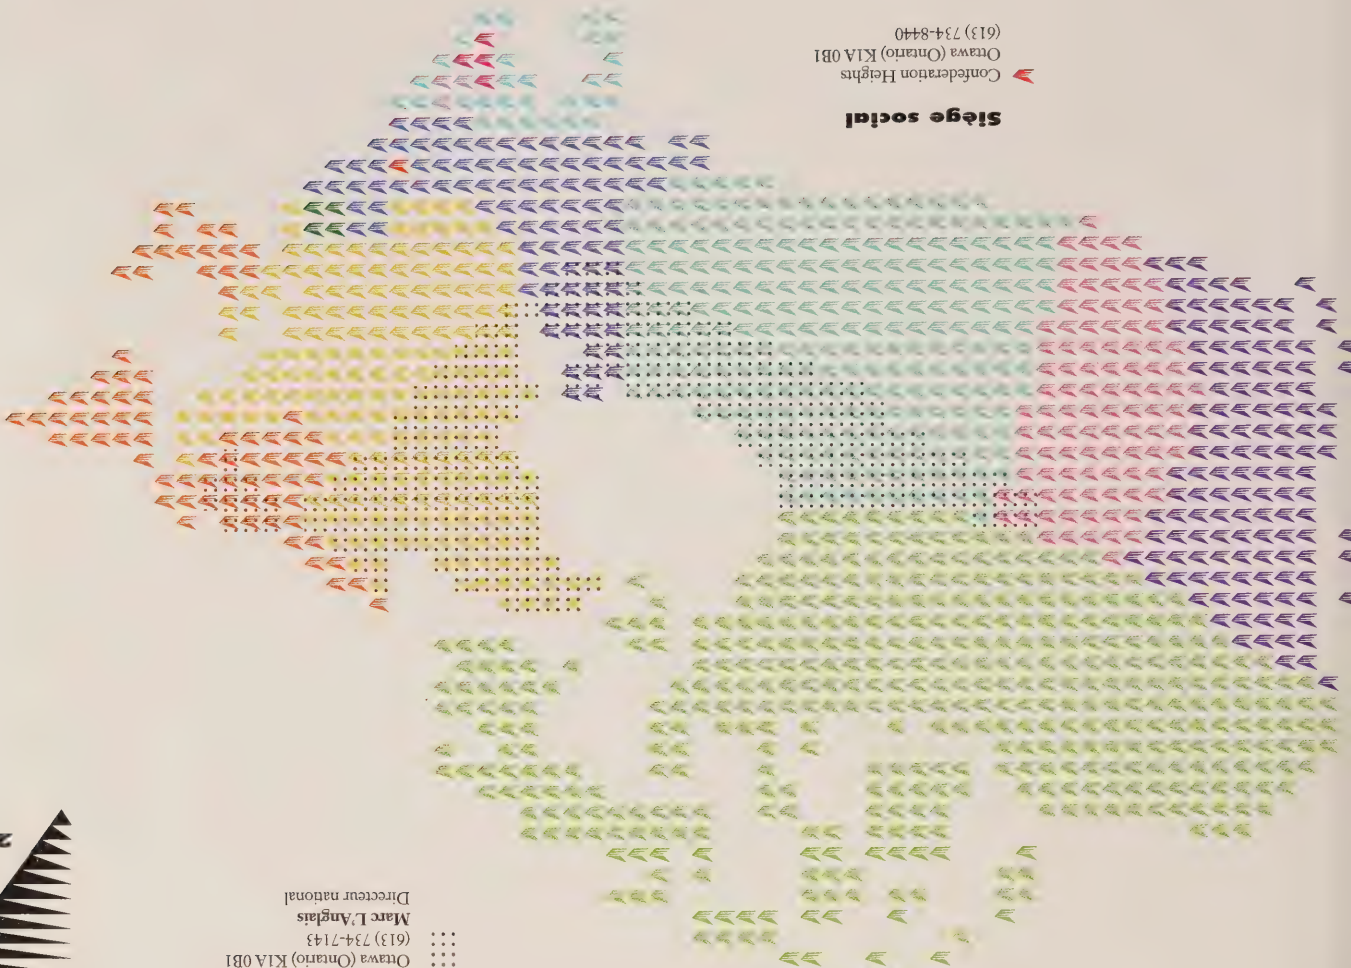 Ottawa (Ontario) K1A 0B1
(613) 734-7143
Marc L'Anglais
Directeur national
Siège social
Confederation Heights
Ottawa (Ontario) K1A 0B1
(613) 734-8440